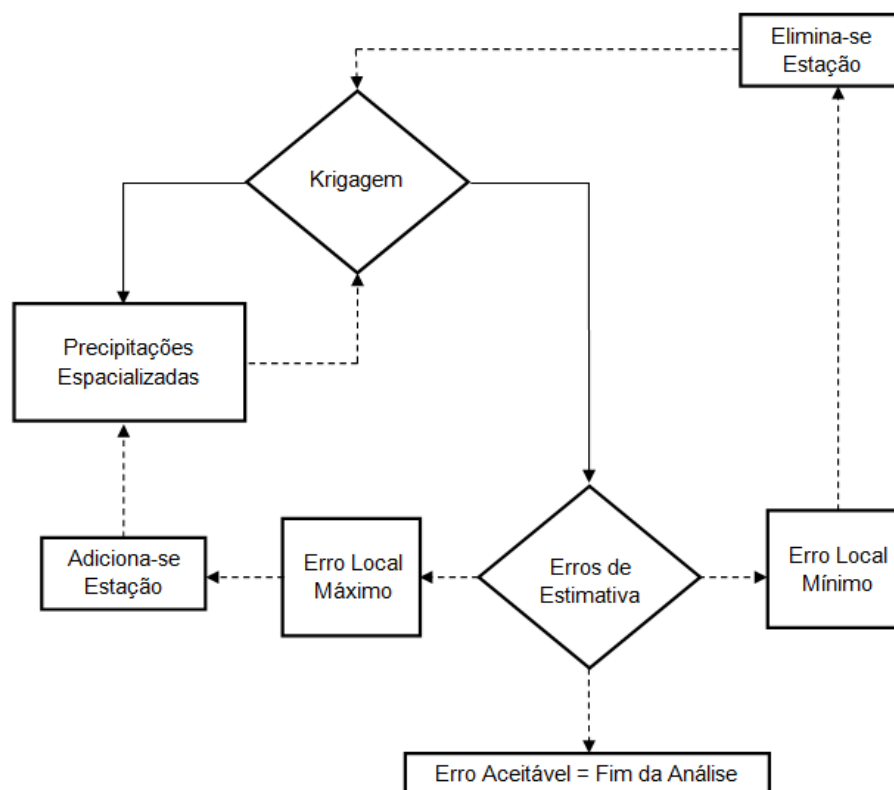 Elimina-se
Estação
Krigagem
Precipitações
Espacializadas
Adiciona-se
Estação
Erro Local
Máximo
Erros de
Estimativa
Erro Local
Mínimo
Erro Aceitável = Fim da Análise